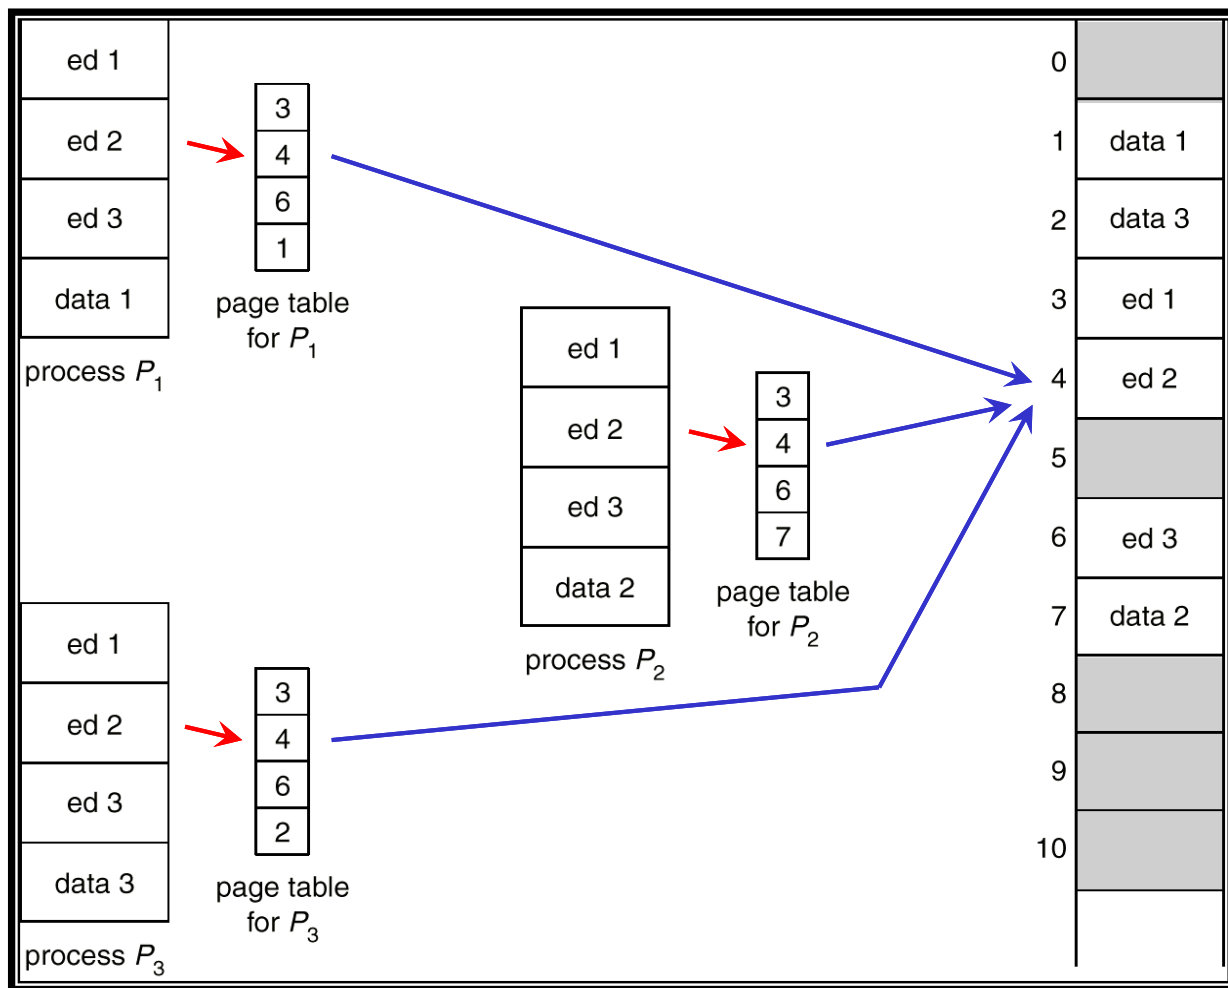 ed 1
ed 2
ed 3
data 1
process P1
3
4
6
1
page table
for P1
ed 1
ed 2
ed 3
data 2
process P2
3
4
6
7
page table
for P2
ed 1
ed 2
ed 3
data 3
process P3
3
4
6
2
page table
for P3
0
1 data 1
2 data 3
3 ed 1
4 ed 2
5
6 ed 3
7 data 2
8
9
10